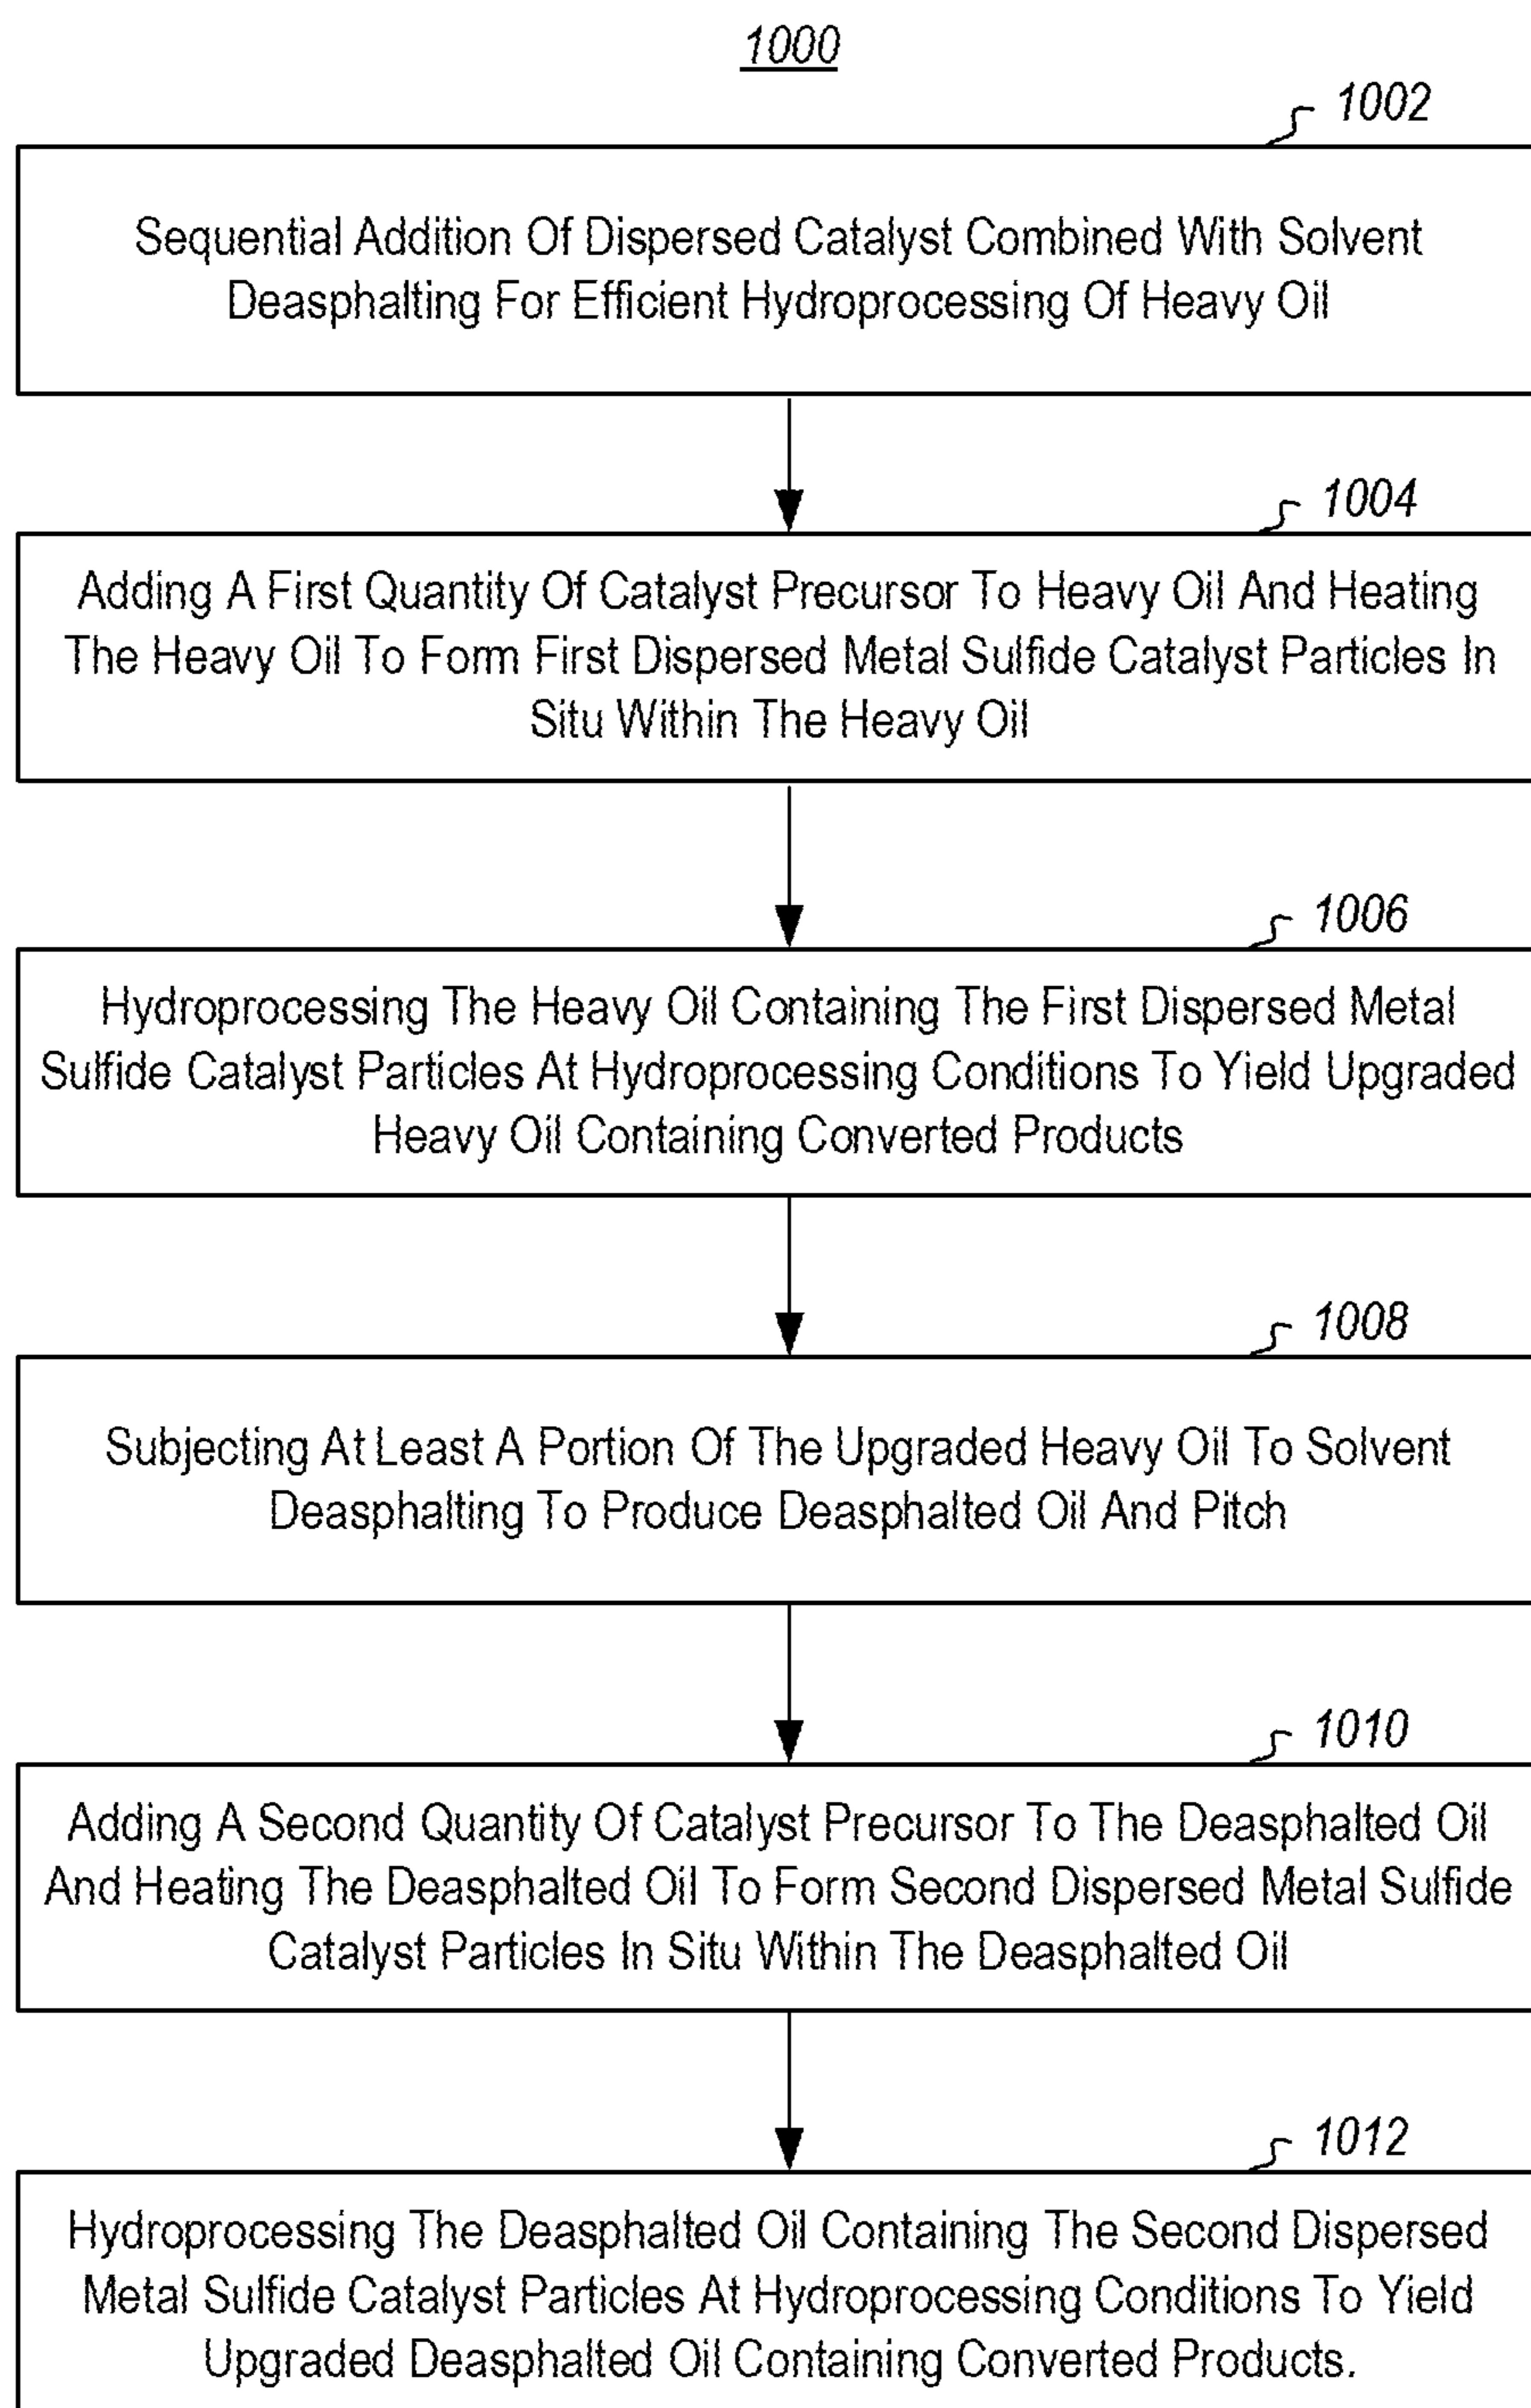 1000
1002
Sequential Addition Of Dispersed Catalyst Combined With Solvent
Deasphalting For Efficient Hydroprocessing Of Heavy Oil
1004
Adding A First Quantity Of Catalyst Precursor To Heavy Oil And Heating
The Heavy Oil To Form First Dispersed Metal Sulfide Catalyst Particles In
Situ Within The Heavy Oil
1006
Hydroprocessing The Heavy Oil Containing The First Dispersed Metal
Sulfide Catalyst Particles At Hydroprocessing Conditions To Yield Upgraded
Heavy Oil Containing Converted Products
1008
Subjecting At Least A Portion Of The Upgraded Heavy Oil To Solvent
Deasphalting To Produce Deasphalted Oil And Pitch
1010
Adding A Second Quantity Of Catalyst Precursor To The Deasphalted Oil
And Heating The Deasphalted Oil To Form Second Dispersed Metal Sulfide
Catalyst Particles In Situ Within The Deasphalted Oil
1012
Hydroprocessing The Deasphalted Oil Containing The Second Dispersed
Metal Sulfide Catalyst Particles At Hydroprocessing Conditions To Yield
Upgraded Deasphalted Oil Containing Converted Products.